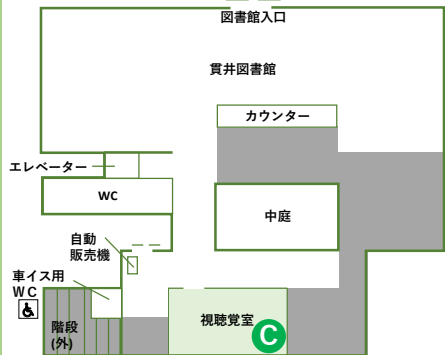 図書館入口
貫井図書館
カウンター
エレベーター
WC
中庭
自動
販売機
車イス用
WC
視聴覚室
C
階段
(外)